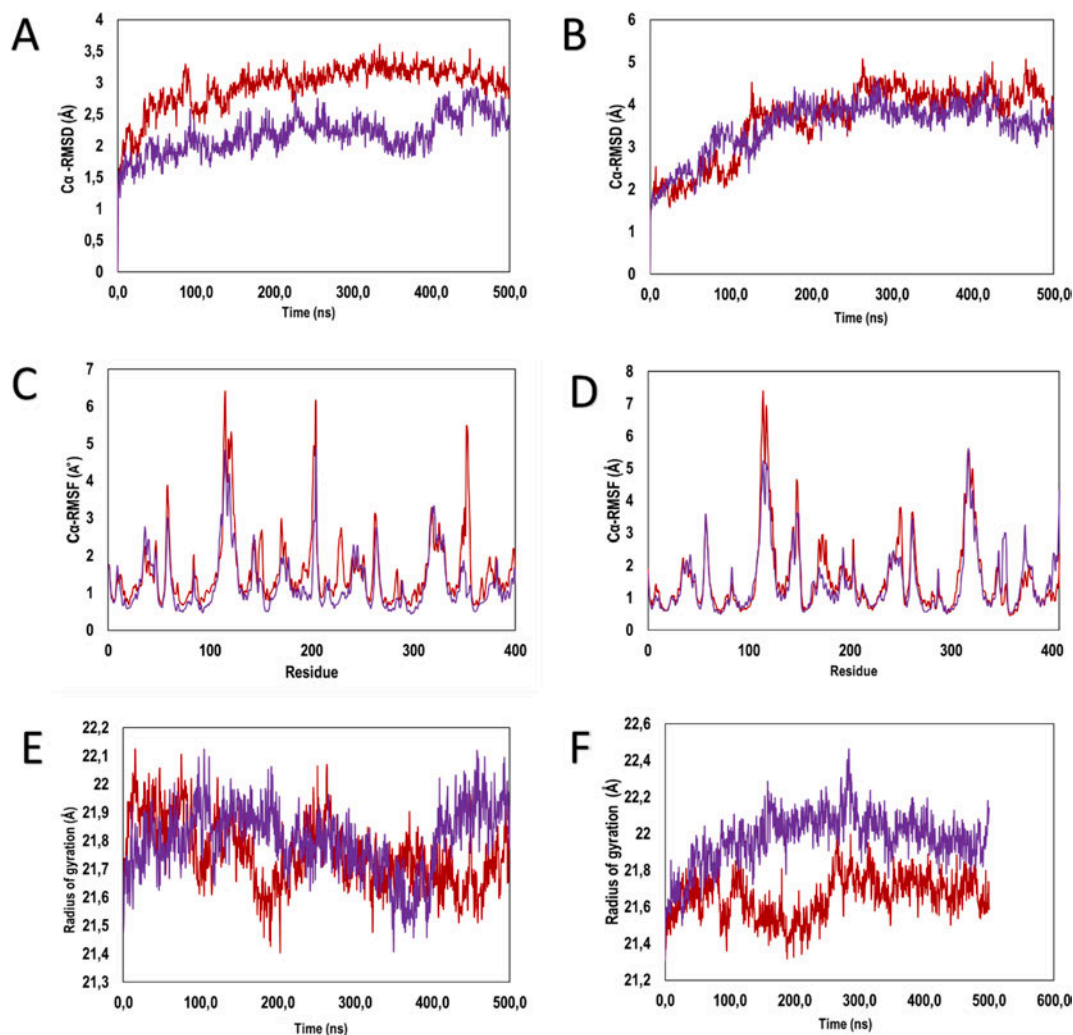 A
4
3,5
3
2,5
2
1,5
1
0,5
0
Cα -RMSD (Å)
0,0 100,0 200,0 300,0 400,0 500,0
Time (ns)
B
6
5
4
3
2
1
0
Cα-RMSD (Å)
0,0 100,0 200,0 300,0 400,0 500,0
Time (ns)
C
7
6
5
4
3
2
1
0
Cα-RMSF (A°)
0 100 200 300 400
Residue
D
8
7
6
5
4
3
2
1
0
Cα-RMSF (Å)
0 100 200 300 400
Residue
E
22,2
22,1
22
21,9
21,8
21,7
21,6
21,5
21,4
21,3
Radius of gyration (Å)
0,0 100,0 200,0 300,0 400,0 500,0
Time (ns)
F
22,6
22,4
22,2
22
21,8
21,6
21,4
21,2
Radius of gyration (Å)
0,0 100,0 200,0 300,0 400,0 500,0 600,0
Time (ns)